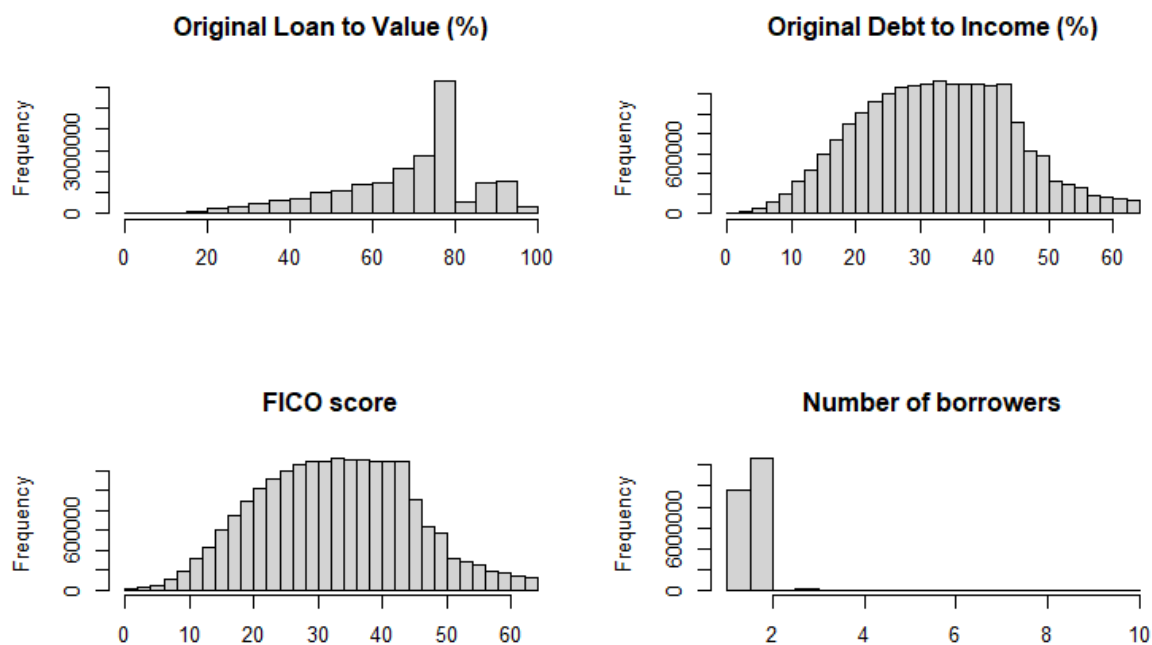 Original Loan to Value (%)
Frequency
0
3000000
0 20 40 60 80 100
Original Debt to Income (%)
Frequency
0
600000
0 10 20 30 40 50 60
FICO score
Frequency
0
600000
0 10 20 30 40 50 60
Number of borrowers
Frequency
0
6000000
2 4 6 8 10